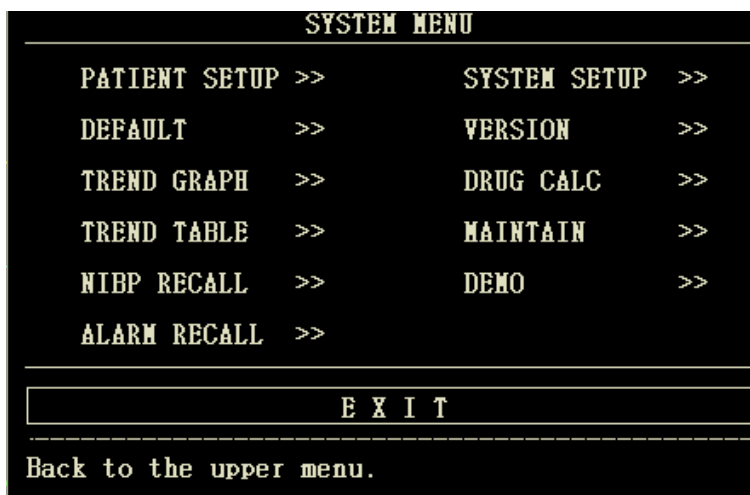 SYSTEM MENU
PATIENT SETUP >> SYSTEM SETUP >>
DEFAULT >> VERSION >>
TREND GRAPH >> DRUG CALC >>
TREND TABLE >> MAINTAIN >>
NIBP RECALL >> DEMO >>
ALARM RECALL >>
E X I T
Back to the upper menu.